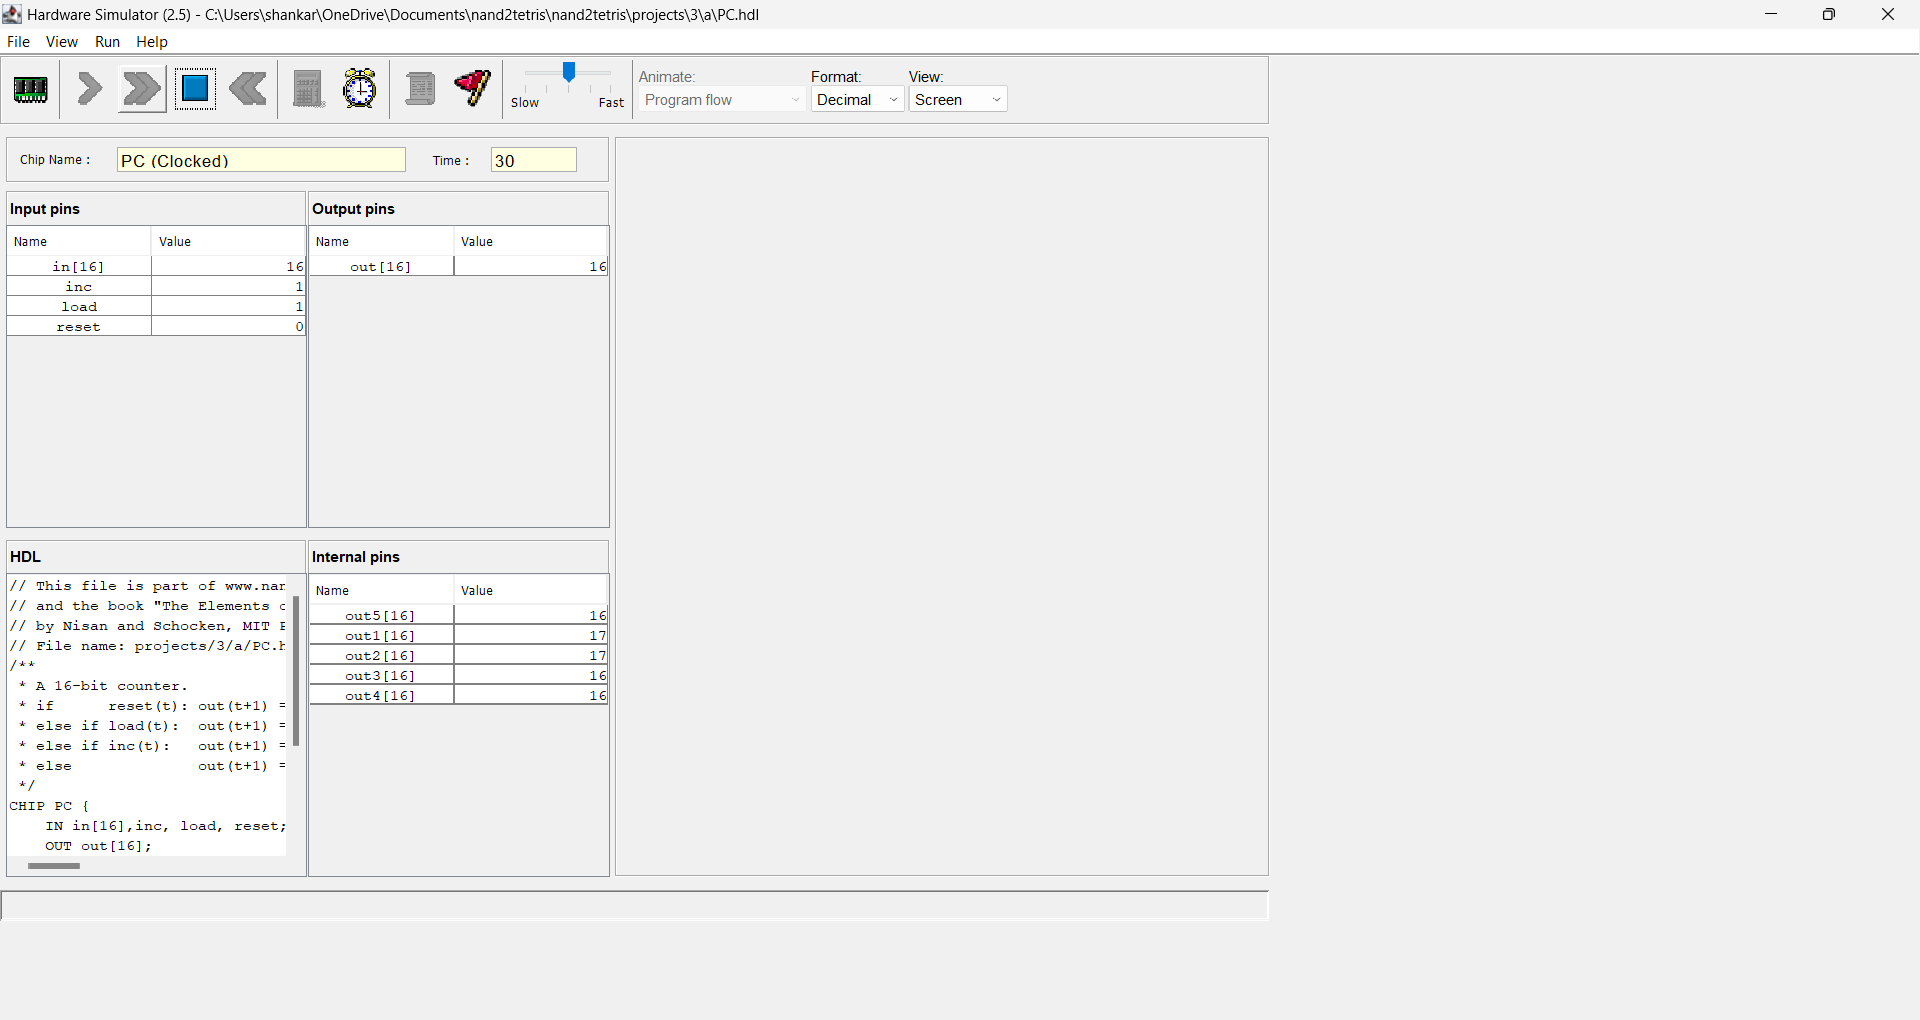 Hardware Simulator (2.5) - C:\Users\shankar\OneDrive\Documents\nand2tetris\nand2tetris\projects\3\a\PC.hdl
File View Run Help
Slow Fast
Animate: Format: View:
Program flow Decimal Screen
Chip Name : PC (Clocked) Time : 30
Input pins
Name Value
in[16] 16
inc 1
load 1
reset 0
Output pins
Name Value
out[16] 16
HDL
// This file is part of www.nan
// and the book "The Elements o
// by Nisan and Schocken, MIT P
// File name: projects/3/a/PC.h
/**
* A 16-bit counter.
* if reset(t): out(t+1) =
* else if load(t): out(t+1) =
* else if inc(t): out(t+1) =
* else out(t+1) =
*/
CHIP PC {
IN in[16],inc, load, reset;
OUT out[16];
Internal pins
Name Value
out5[16] 16
out1[16] 17
out2[16] 17
out3[16] 16
out4[16] 16